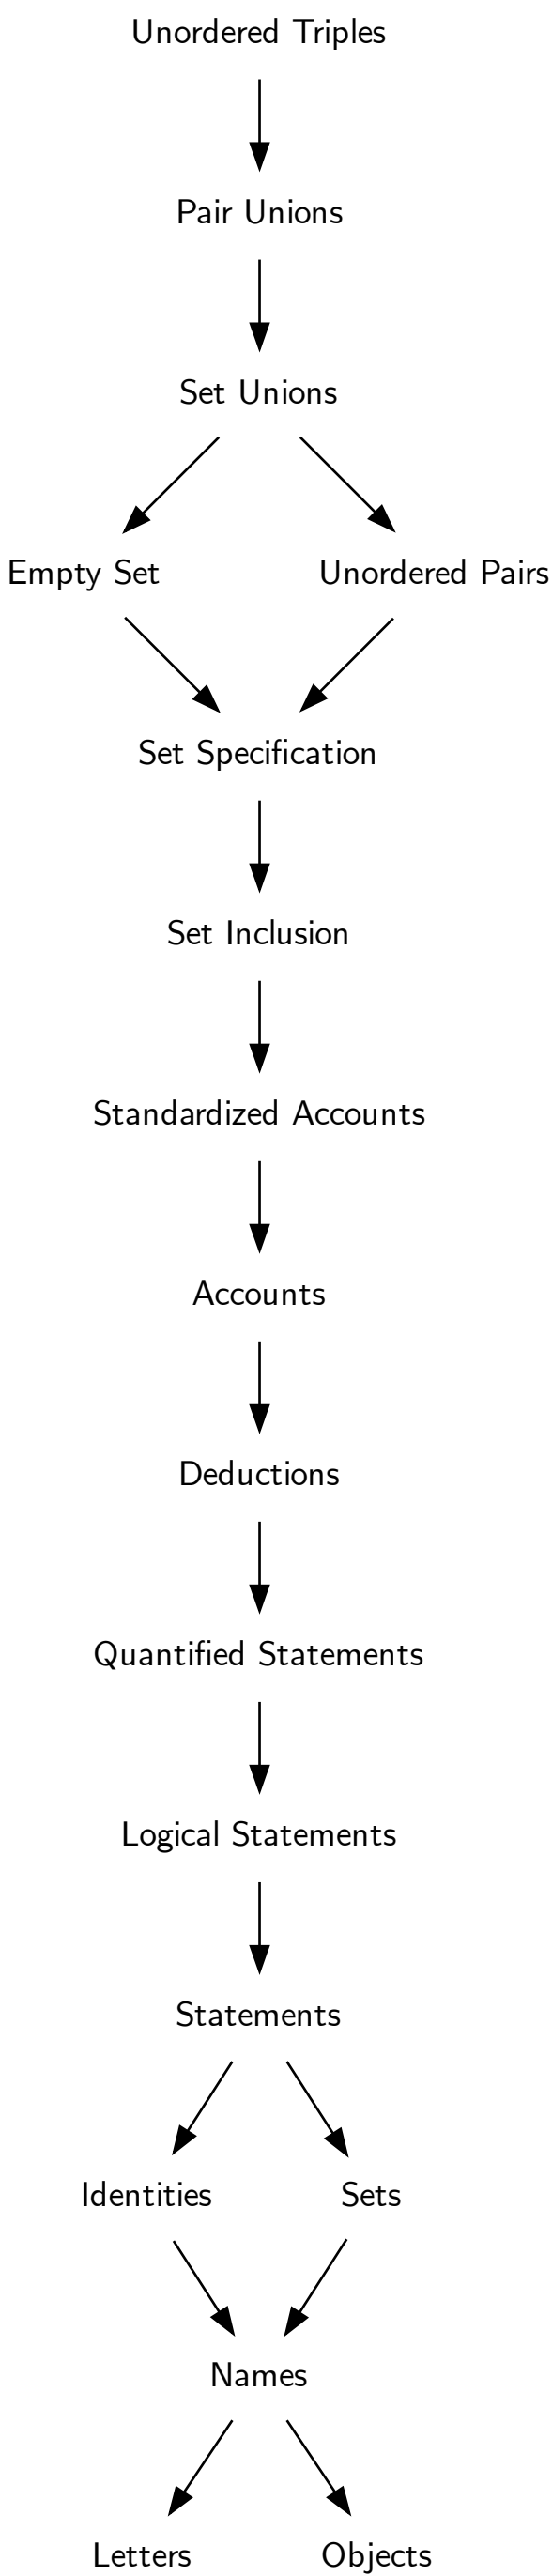 Unordered Triples
Pair Unions
Set Unions
Empty Set
Unordered Pairs
Set Specification
Set Inclusion
Standardized Accounts
Accounts
Deductions
Quantified Statements
Logical Statements
Statements
Identities
Sets
Names
Letters
Objects